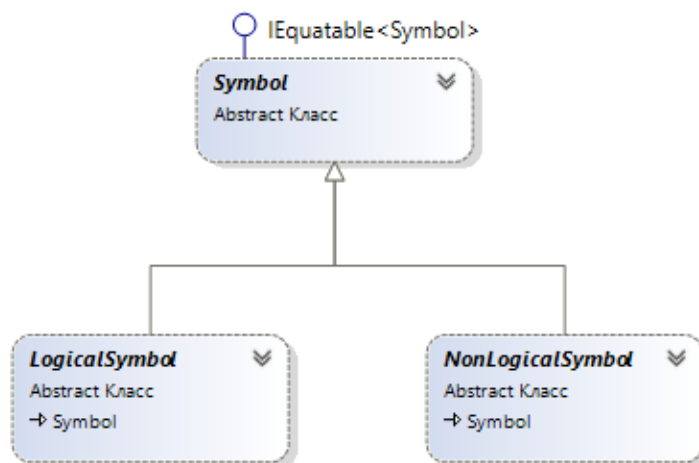 IEquatable<Symbol>
Symbol
Abstract Класс
LogicalSymbol
Abstract Класс
Symbol
NonLogicalSymbol
Abstract Класс
Symbol